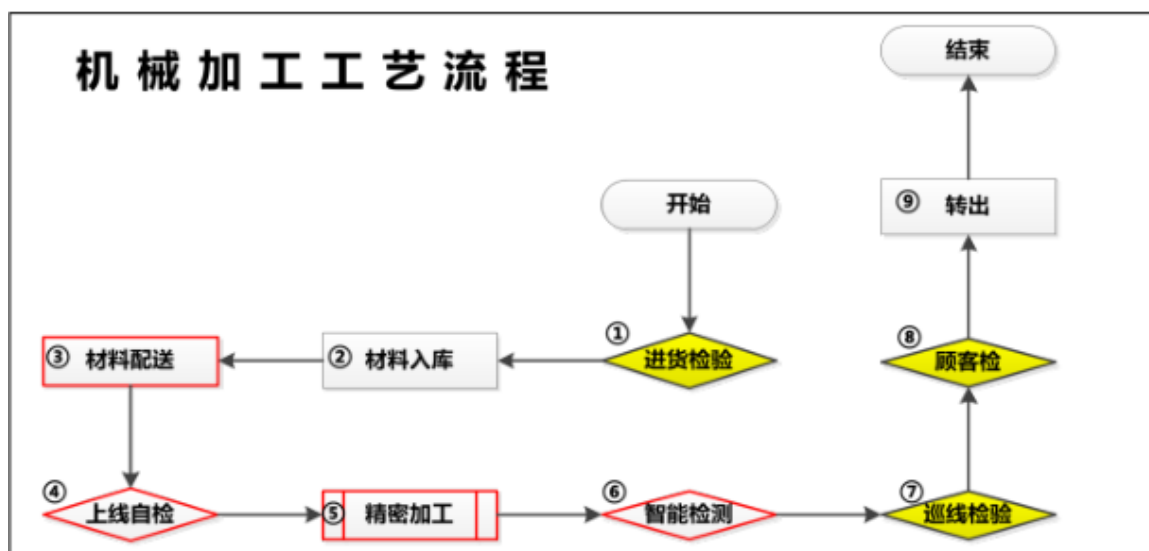 机械加工工艺流程
结束
⑨ 转出
开始
① 进货检验
② 材料入库
③ 材料配送
⑧ 顾客检
④ 上线自检
⑤ 精密加工
⑥ 智能检测
⑦ 巡线检验